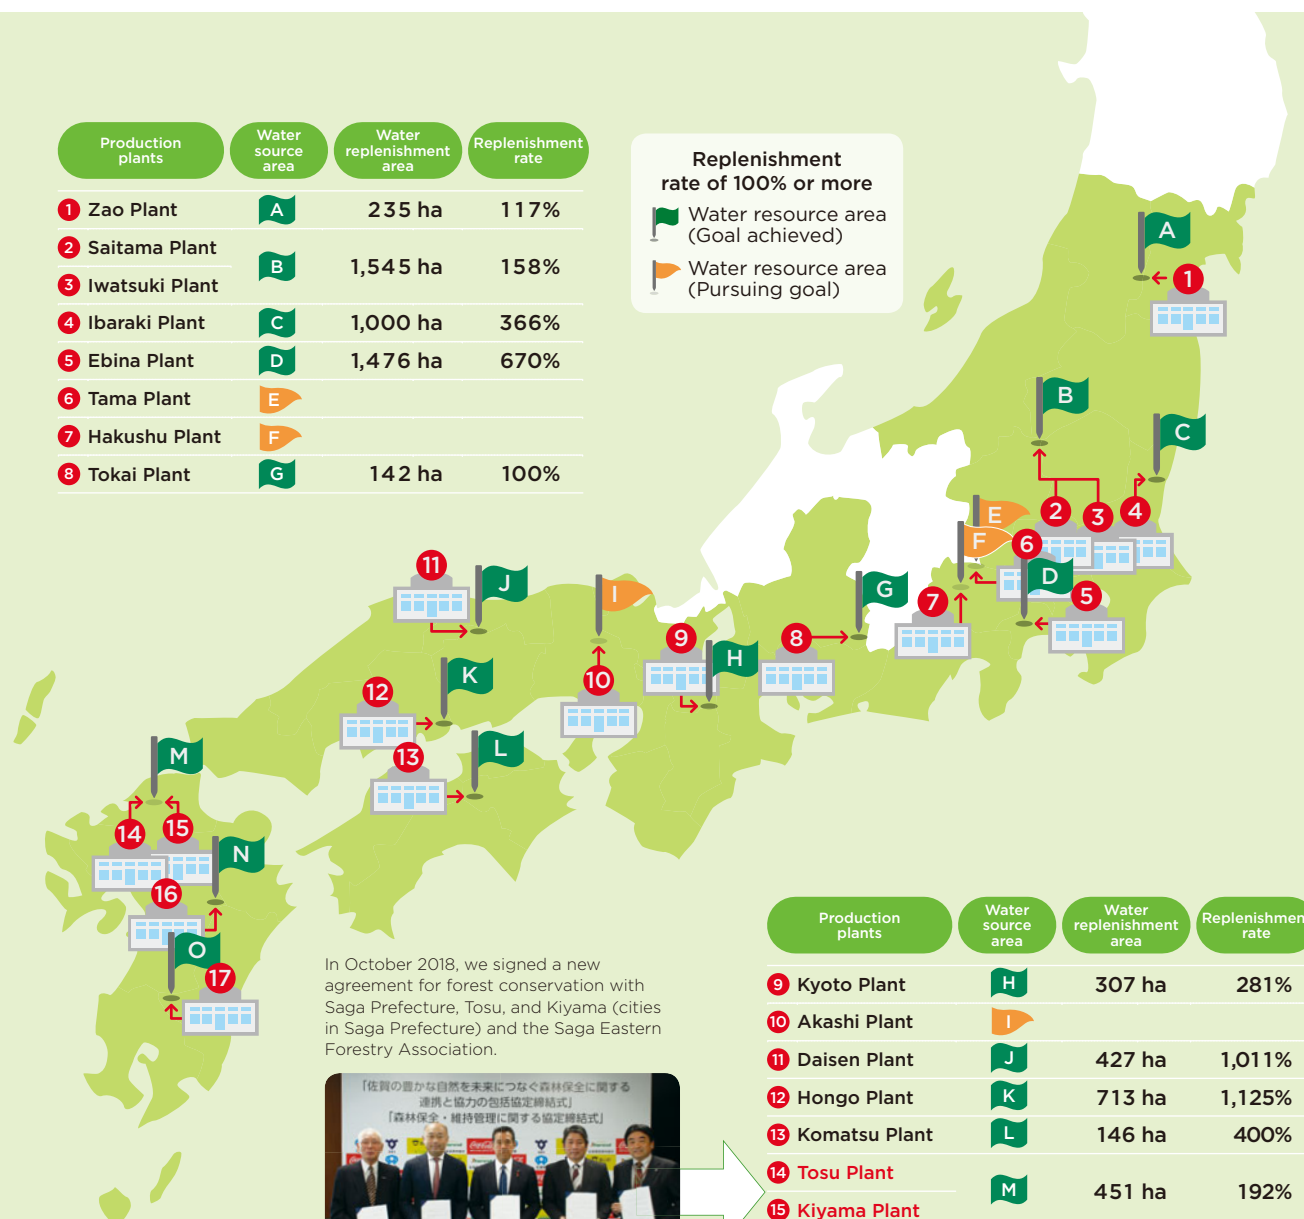 Production
plants
Water
source
area
Water
replenishment
area
Replenishment
rate
1 Zao Plant A 235 ha 117%
2 Saitama Plant
3 Iwatsuki Plant
B 1,545 ha 158%
4 Ibaraki Plant C 1,000 ha 366%
5 Ebina Plant D 1,476 ha 670%
6 Tama Plant E
7 Hakushu Plant F
8 Tokai Plant G 142 ha 100%
Replenishment
rate of 100% or more
Water resource area
(Goal achieved)
Water resource area
(Pursuing goal)
A
1
B
C
E
2
3
4
F
6
D
5
11
J
I
G
7
9
H
8
10
K
12
M
13
L
14
15
N
16
O
17
In October 2018, we signed a new
agreement for forest conservation with
Saga Prefecture, Tosu, and Kiyama (cities
in Saga Prefecture) and the Saga Eastern
Forestry Association.
「佐賀の豊かな自然を未来につなぐ森林保全に関する
連携と協力の包括協定締結式」
「森林保全・維持管理に関する協定締結式」
Production
plants
Water
source
area
Water
replenishment
area
Replenishmen
rate
9 Kyoto Plant H 307 ha 281%
10 Akashi Plant I
11 Daisen Plant J 427 ha 1,011%
12 Hongo Plant K 713 ha 1,125%
13 Komatsu Plant L 146 ha 400%
14 Tosu Plant
15 Kiyama Plant
M 451 ha 192%